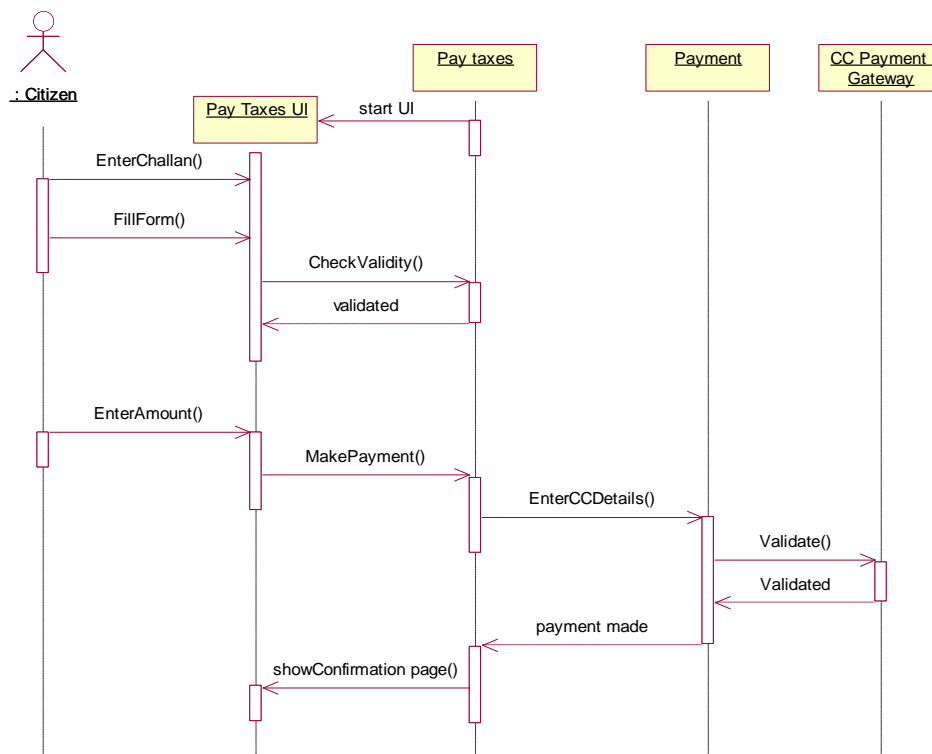 Pay taxes
Payment
CC Payment
Gateway
: Citizen
Pay Taxes UI
start UI
EnterChallan()
FillForm()
CheckValidity()
validated
EnterAmount()
MakePayment()
EnterCCDetails()
Validate()
Validated
payment made
showConfirmation page()